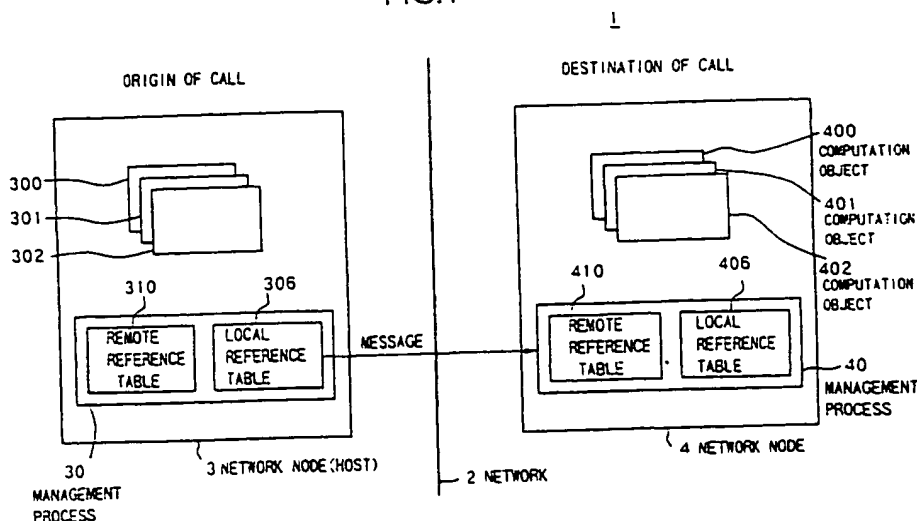 1
ORIGIN OF CALL
DESTINATION OF CALL
300
301
302
400
COMPUTATION
OBJECT
401
COMPUTATION
OBJECT
402
COMPUTATION
OBJECT
310
306
REMOTE
REFERENCE
TABLE
LOCAL
REFERENCE
TABLE
MESSAGE
410
406
REMOTE
REFERENCE
TABLE
LOCAL
REFERENCE
TABLE
40
MANAGEMENT
PROCESS
30
MANAGEMENT
PROCESS
3 NETWORK NODE(HOST)
2 NETWORK
4 NETWORK NODE